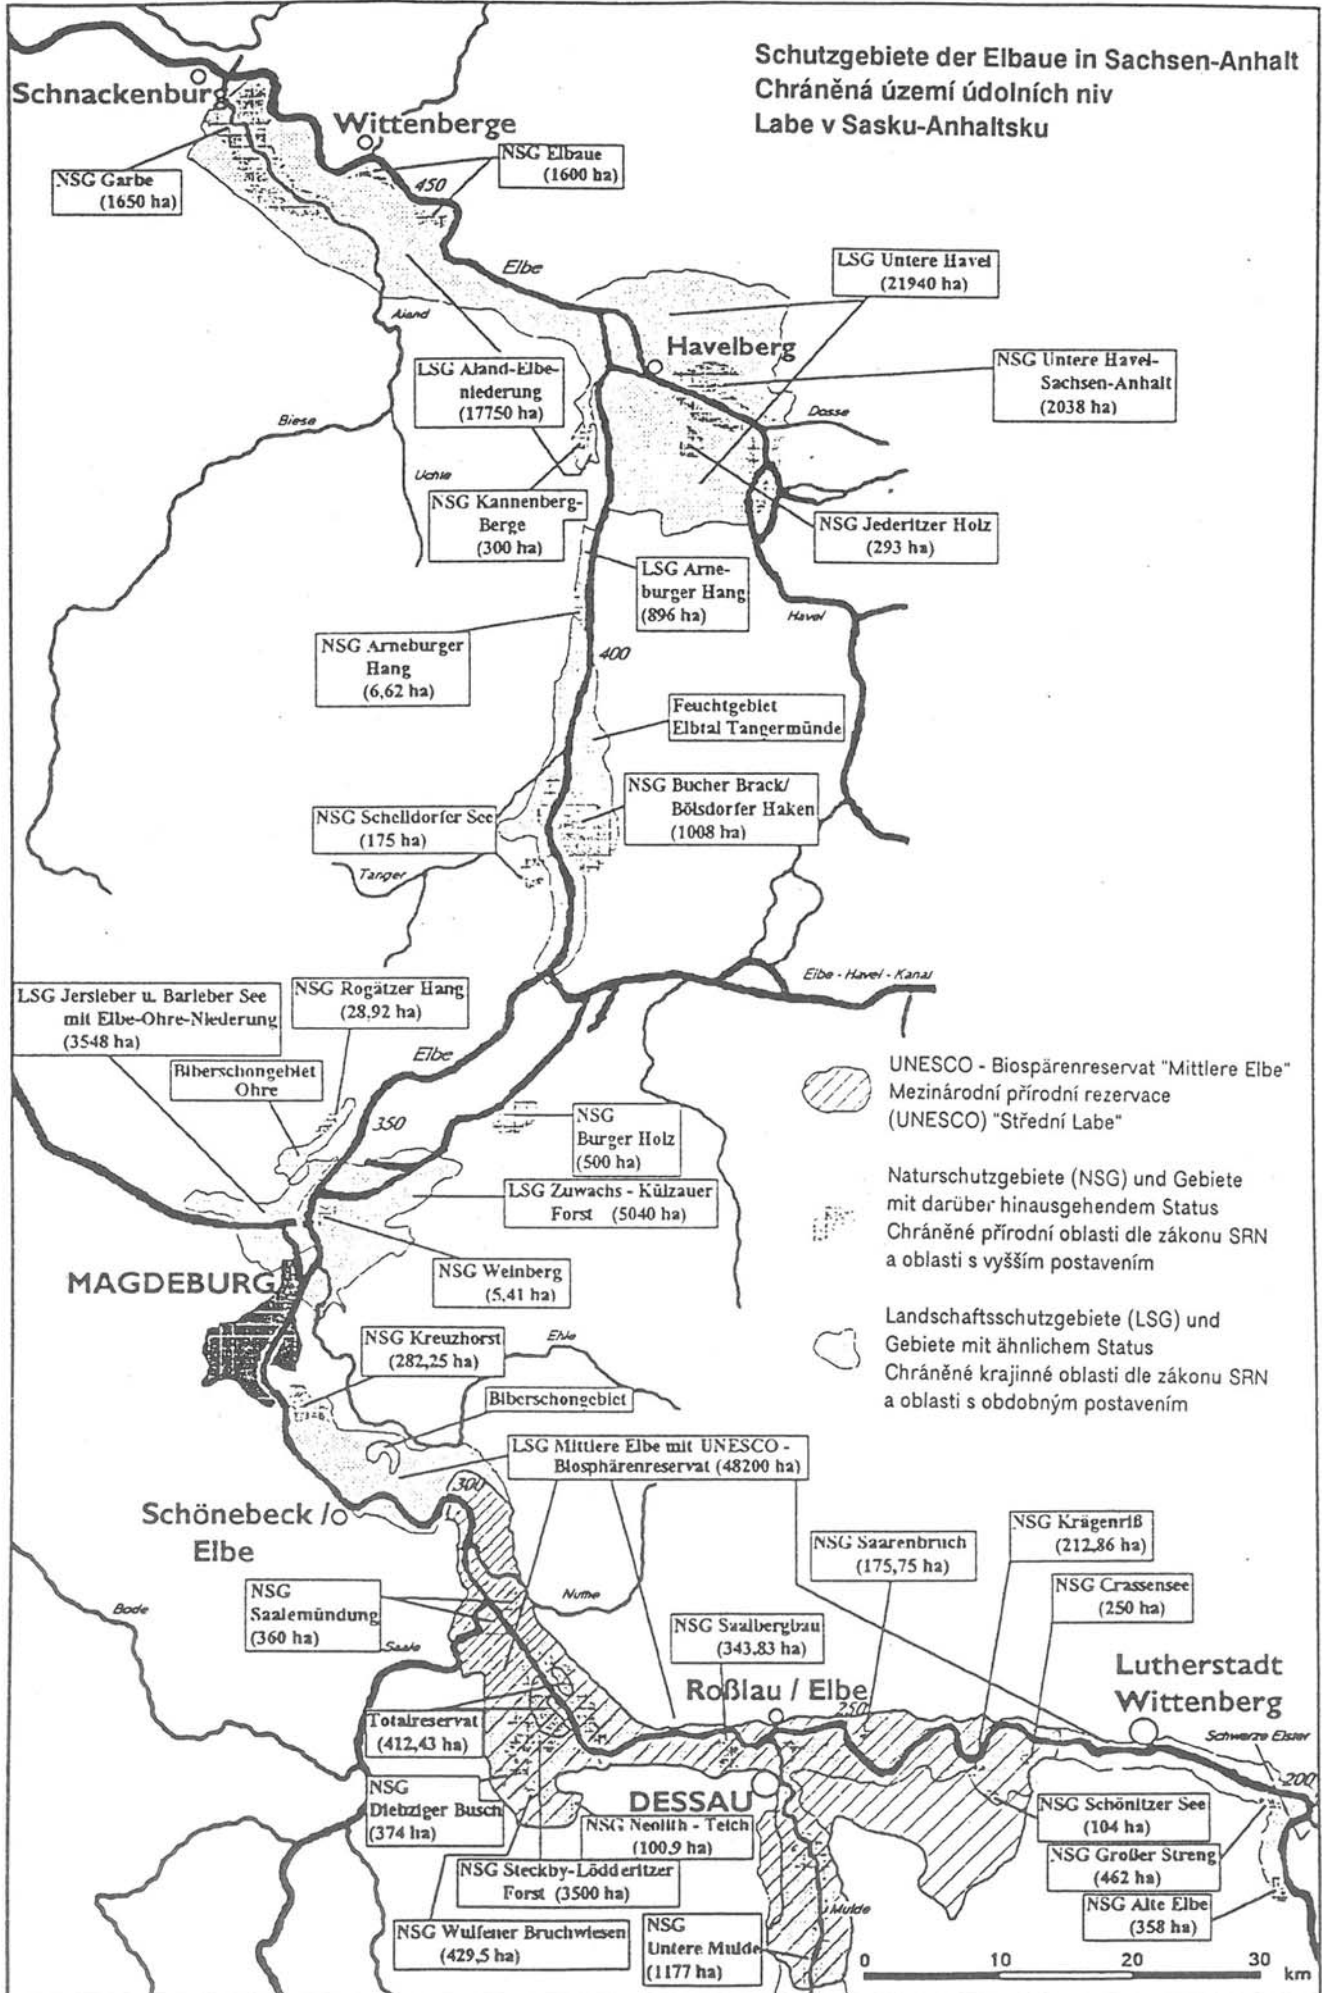 Schutzgebiete der Elbaue in Sachsen-Anhalt
Chráněná území údolních niv
Labe v Sasku-Anhaltsku
Schnackenburg
Wittenberge
NSG Elbaue
(1600 ha)
NSG Garbe
(1650 ha)
450
Elbe
LSG Untere Havel
(21940 ha)
Aland
Havelberg
LSG Aland-Elbe-
niederung
(17750 ha)
NSG Untere Havel-
Sachsen-Anhalt
(2038 ha)
Biese
Dosse
Uchte
NSG Kannenberg-
Berge
(300 ha)
NSG Jederitzer Holz
(293 ha)
LSG Arne-
burger Hang
(896 ha)
Havel
NSG Arneburger
Hang
(6,62 ha)
400
Feuchtgebiet
Elbtal Tangermünde
NSG Bucher Brack/
Bölsdorfer Haken
(1008 ha)
NSG Schelldorfer See
(175 ha)
Tanger
Elbe - Havel - Kanal
LSG Jersleber u. Barleber See
mit Elbe-Ohre-Niederung
(3548 ha)
NSG Rogätzer Hang
(28,92 ha)
Elbe
Biberschongebiet
Ohre
350
NSG
Burger Holz
(500 ha)
UNESCO - Biospärenreservat "Mittlere Elbe"
Mezinárodní přírodní rezervace
(UNESCO) "Střední Labe"
LSG Zuwachs - Külzauer
Forst (5040 ha)
Naturschutzgebiete (NSG) und Gebiete
mit darüber hinausgehendem Status
Chráněné přírodní oblasti dle zákonu SRN
a oblasti s vyšším postavením
MAGDEBURG
NSG Weinberg
(5,41 ha)
NSG Kreuzhorst
(282,25 ha)
Ehle
Landschaftsschutzgebiete (LSG) und
Gebiete mit ähnlichem Status
Chráněné krajinné oblasti dle zákonu SRN
a oblasti s obdobným postavením
Biberschongebiet
LSG Mittlere Elbe mit UNESCO -
Biosphärenreservat (48200 ha)
300
Schönebeck /
Elbe
NSG Saarenbruch
(175,75 ha)
NSG Krägenriß
(212,86 ha)
NSG Crassensee
(250 ha)
NSG
Saalemündung
(360 ha)
Nuthe
Bode
Saale
NSG Saalbergbau
(343,83 ha)
Lutherstadt
Wittenberg
Roßlau / Elbe
250
Totalreservat
(412,43 ha)
Schwarze Elster
200
NSG
Diebziger Busch
(374 ha)
DESSAU
NSG Schönitzer See
(104 ha)
NSG Neolith - Teich
(100,9 ha)
NSG Großer Streng
(462 ha)
NSG Steckby-Lödderitzer
Forst (3500 ha)
NSG Alte Elbe
(358 ha)
NSG Wulfener Bruchwiesen
(429,5 ha)
NSG
Untere Mulde
(1177 ha)
Mulde
0 10 20 30
km